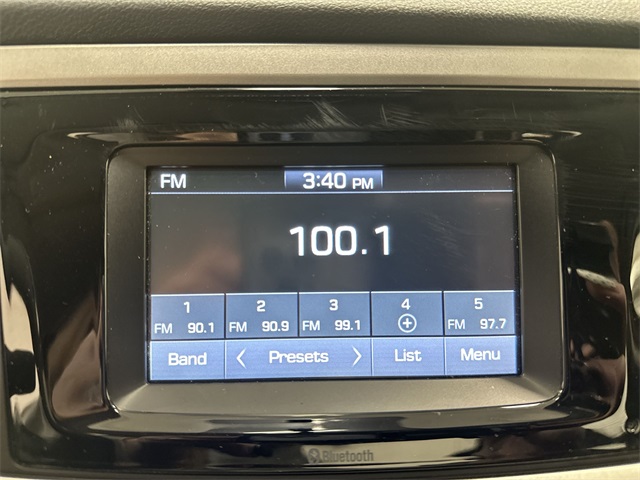 FM 3:40 PM
100.1
1 2 3 4 5
FM 90.1 FM 90.9 FM 99.1 FM 97.7
Band Presets List Menu
Bluetooth